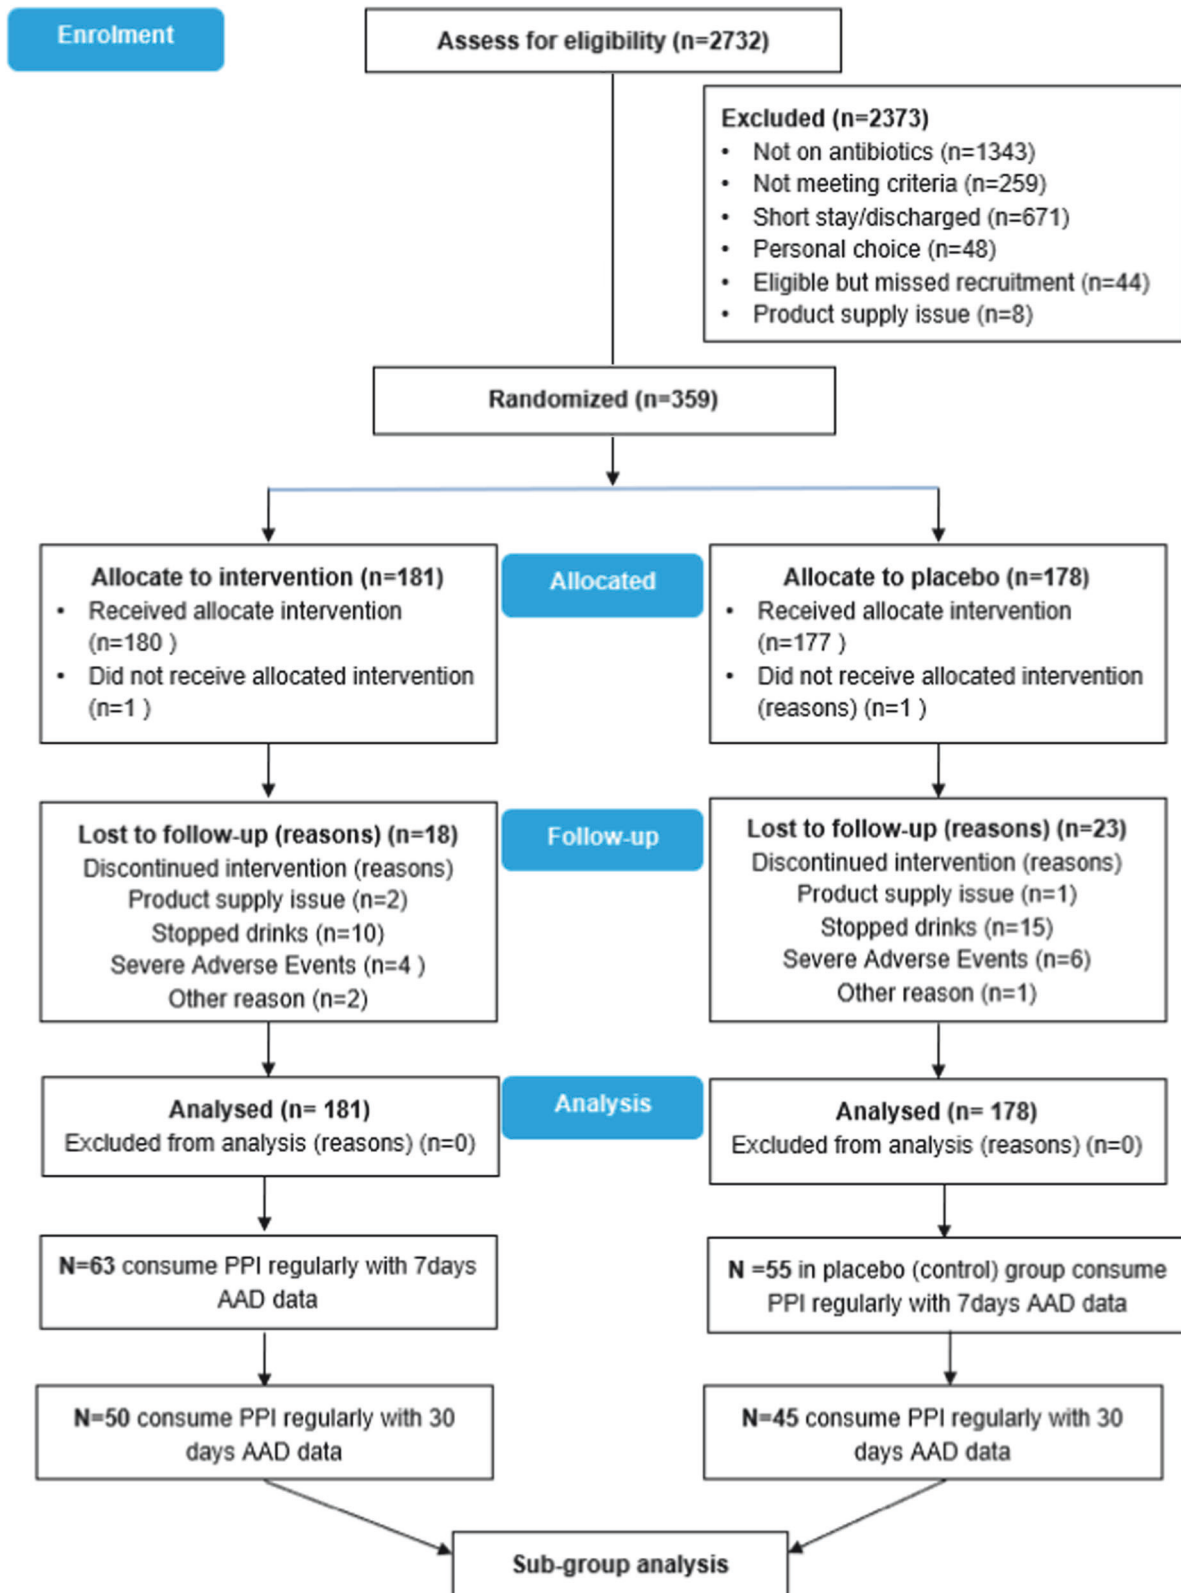 Enrolment
Assess for eligibility (n=2732)
Excluded (n=2373)
• Not on antibiotics (n=1343)
• Not meeting criteria (n=259)
• Short stay/discharged (n=671)
• Personal choice (n=48)
• Eligible but missed recruitment (n=44)
• Product supply issue (n=8)
Randomized (n=359)
Allocate to intervention (n=181)
• Received allocate intervention
(n=180 )
• Did not receive allocated intervention
(n=1 )
Allocated
Allocate to placebo (n=178)
• Received allocate intervention
(n=177 )
• Did not receive allocated intervention
(reasons) (n=1 )
Lost to follow-up (reasons) (n=18)
Discontinued intervention (reasons)
Product supply issue (n=2)
Stopped drinks (n=10)
Severe Adverse Events (n=4 )
Other reason (n=2)
Follow-up
Lost to follow-up (reasons) (n=23)
Discontinued intervention (reasons)
Product supply issue (n=1)
Stopped drinks (n=15)
Severe Adverse Events (n=6)
Other reason (n=1)
Analysed (n= 181)
Excluded from analysis (reasons) (n=0)
Analysis
Analysed (n= 178)
Excluded from analysis (reasons) (n=0)
N=63 consume PPI regularly with 7days
AAD data
N =55 in placebo (control) group consume
PPI regularly with 7days AAD data
N=50 consume PPI regularly with 30
days AAD data
N=45 consume PPI regularly with 30
days AAD data
Sub-group analysis